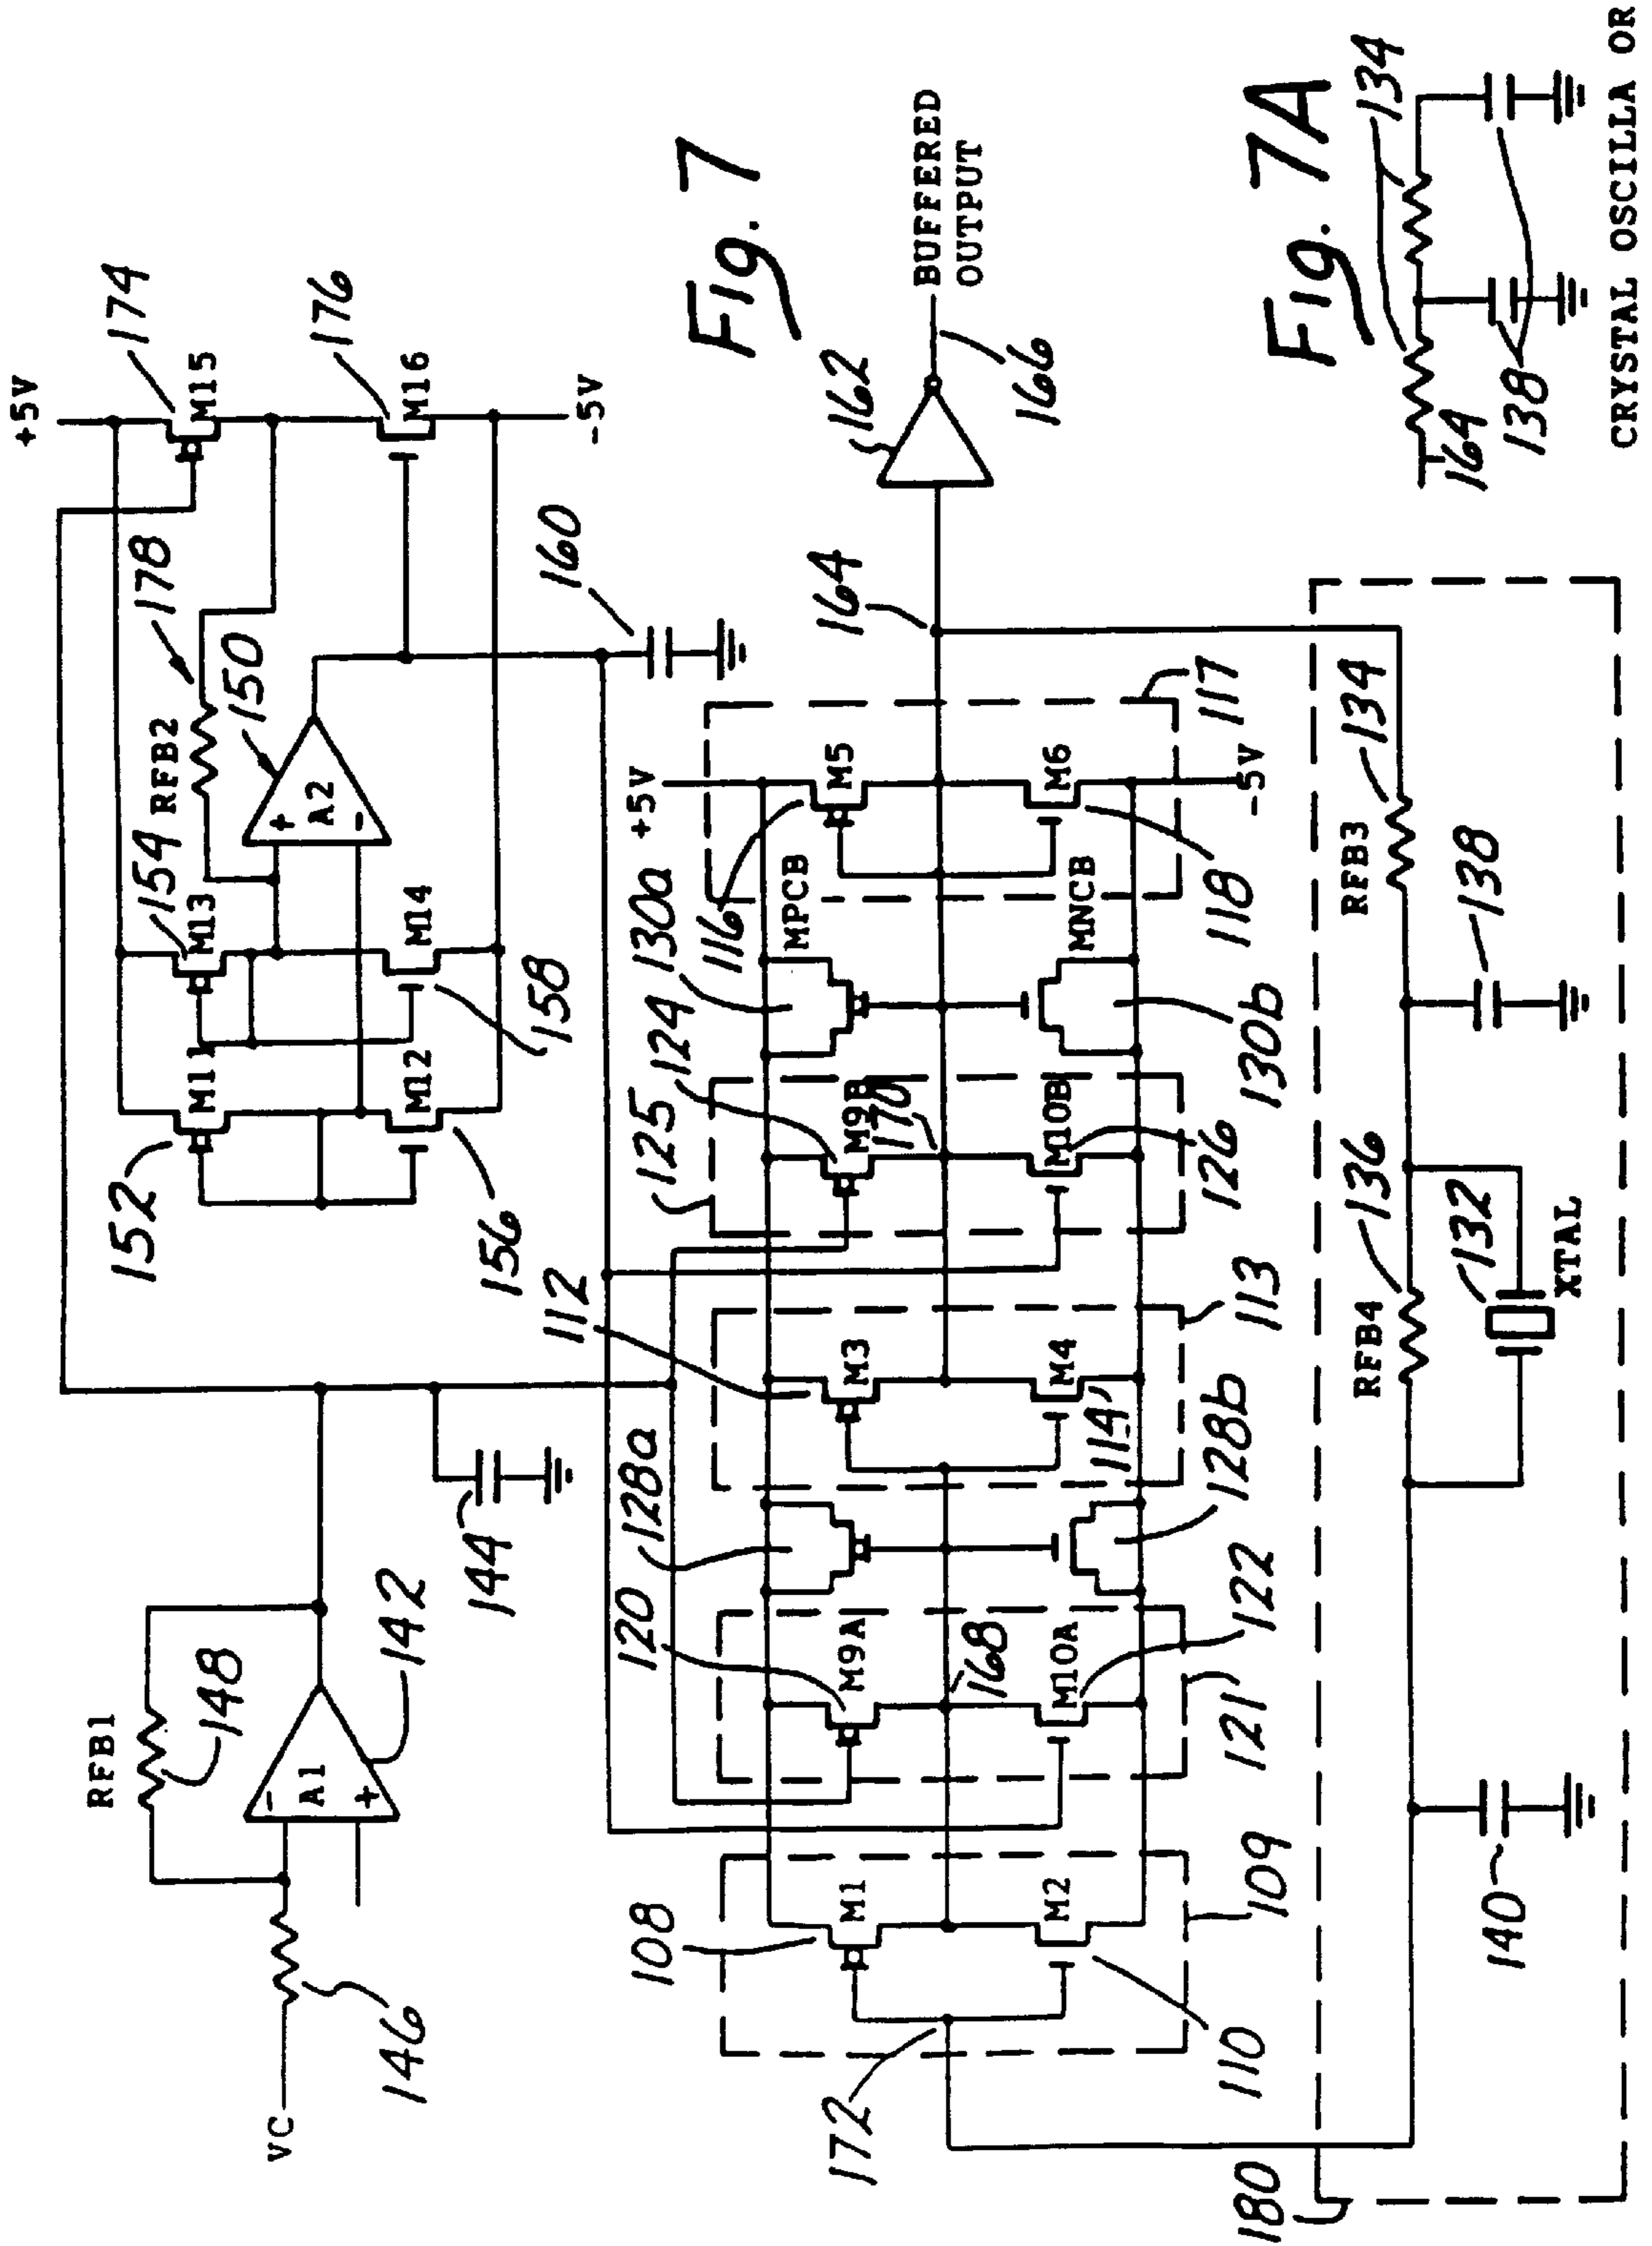 +5V
174
M15
176
M16
-5V
178
RFB2
150
A2
+
-
154
M13
M14
158
M11
152
M12
156
160
RFB1
148
A1
-
+
142
144
VC
146
Fig. 7
BUFFERED
OUTPUT
162
166
164
117
+5V
M5
M6
-5V
116
118
MPCB
MNCB
130a
130b
124
125
M9B
170
M10B
126
112
113
M3
M4
114
128a
128b
120
M9A
168
M10A
122
121
108
M1
M2
109
110
172
180
RFB3
134
138
RFB4
136
132
XTAL
140
Fig. 7A
134
164
138
CRYSTAL OSCILLA OR